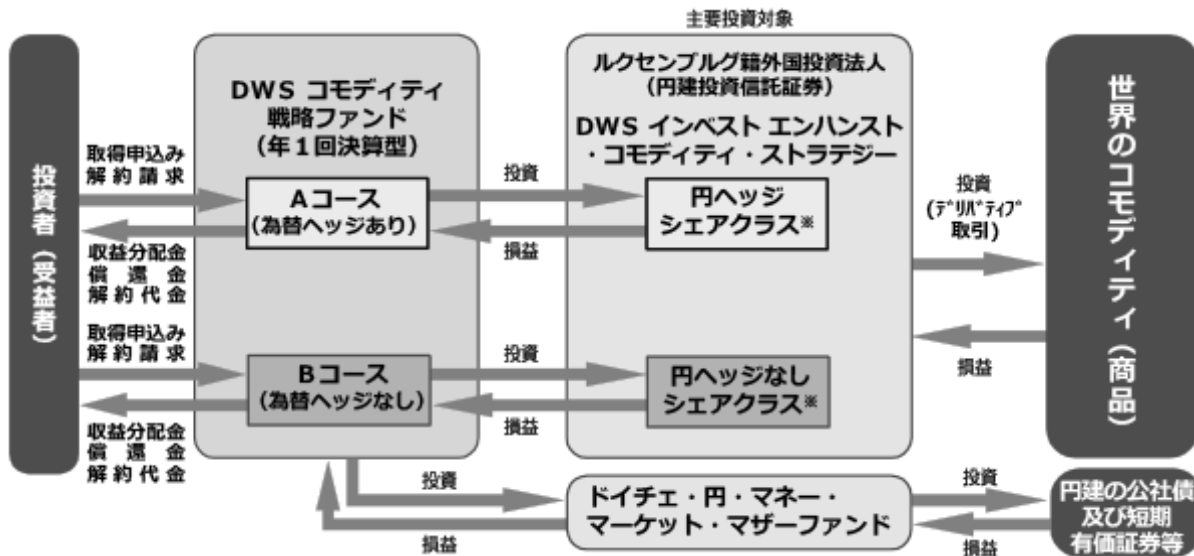 主要投資対象
投資者（受益者）
取得申込み
解約請求
収益分配金
償還金
解約代金
取得申込み
解約請求
収益分配金
償還金
解約代金
DWS コモディティ
戦略ファンド
（年１回決算型）
Aコース
（為替ヘッジあり）
Bコース
（為替ヘッジなし）
投資
損益
投資
損益
ルクセンブルグ籍外国投資法人
（円建投資信託証券）
DWS インベスト エンハンスト
・コモディティ・ストラテジー
円ヘッジ
シェアクラス※
円ヘッジなし
シェアクラス※
投資
(ﾃﾞﾘﾊﾞﾃｨﾌﾞ
取引)
損益
世界のコモディティ（商品）
投資
損益
ドイチェ・円・マネー・
マーケット・マザーファンド
投資
損益
円建の公社債
及び短期
有価証券等